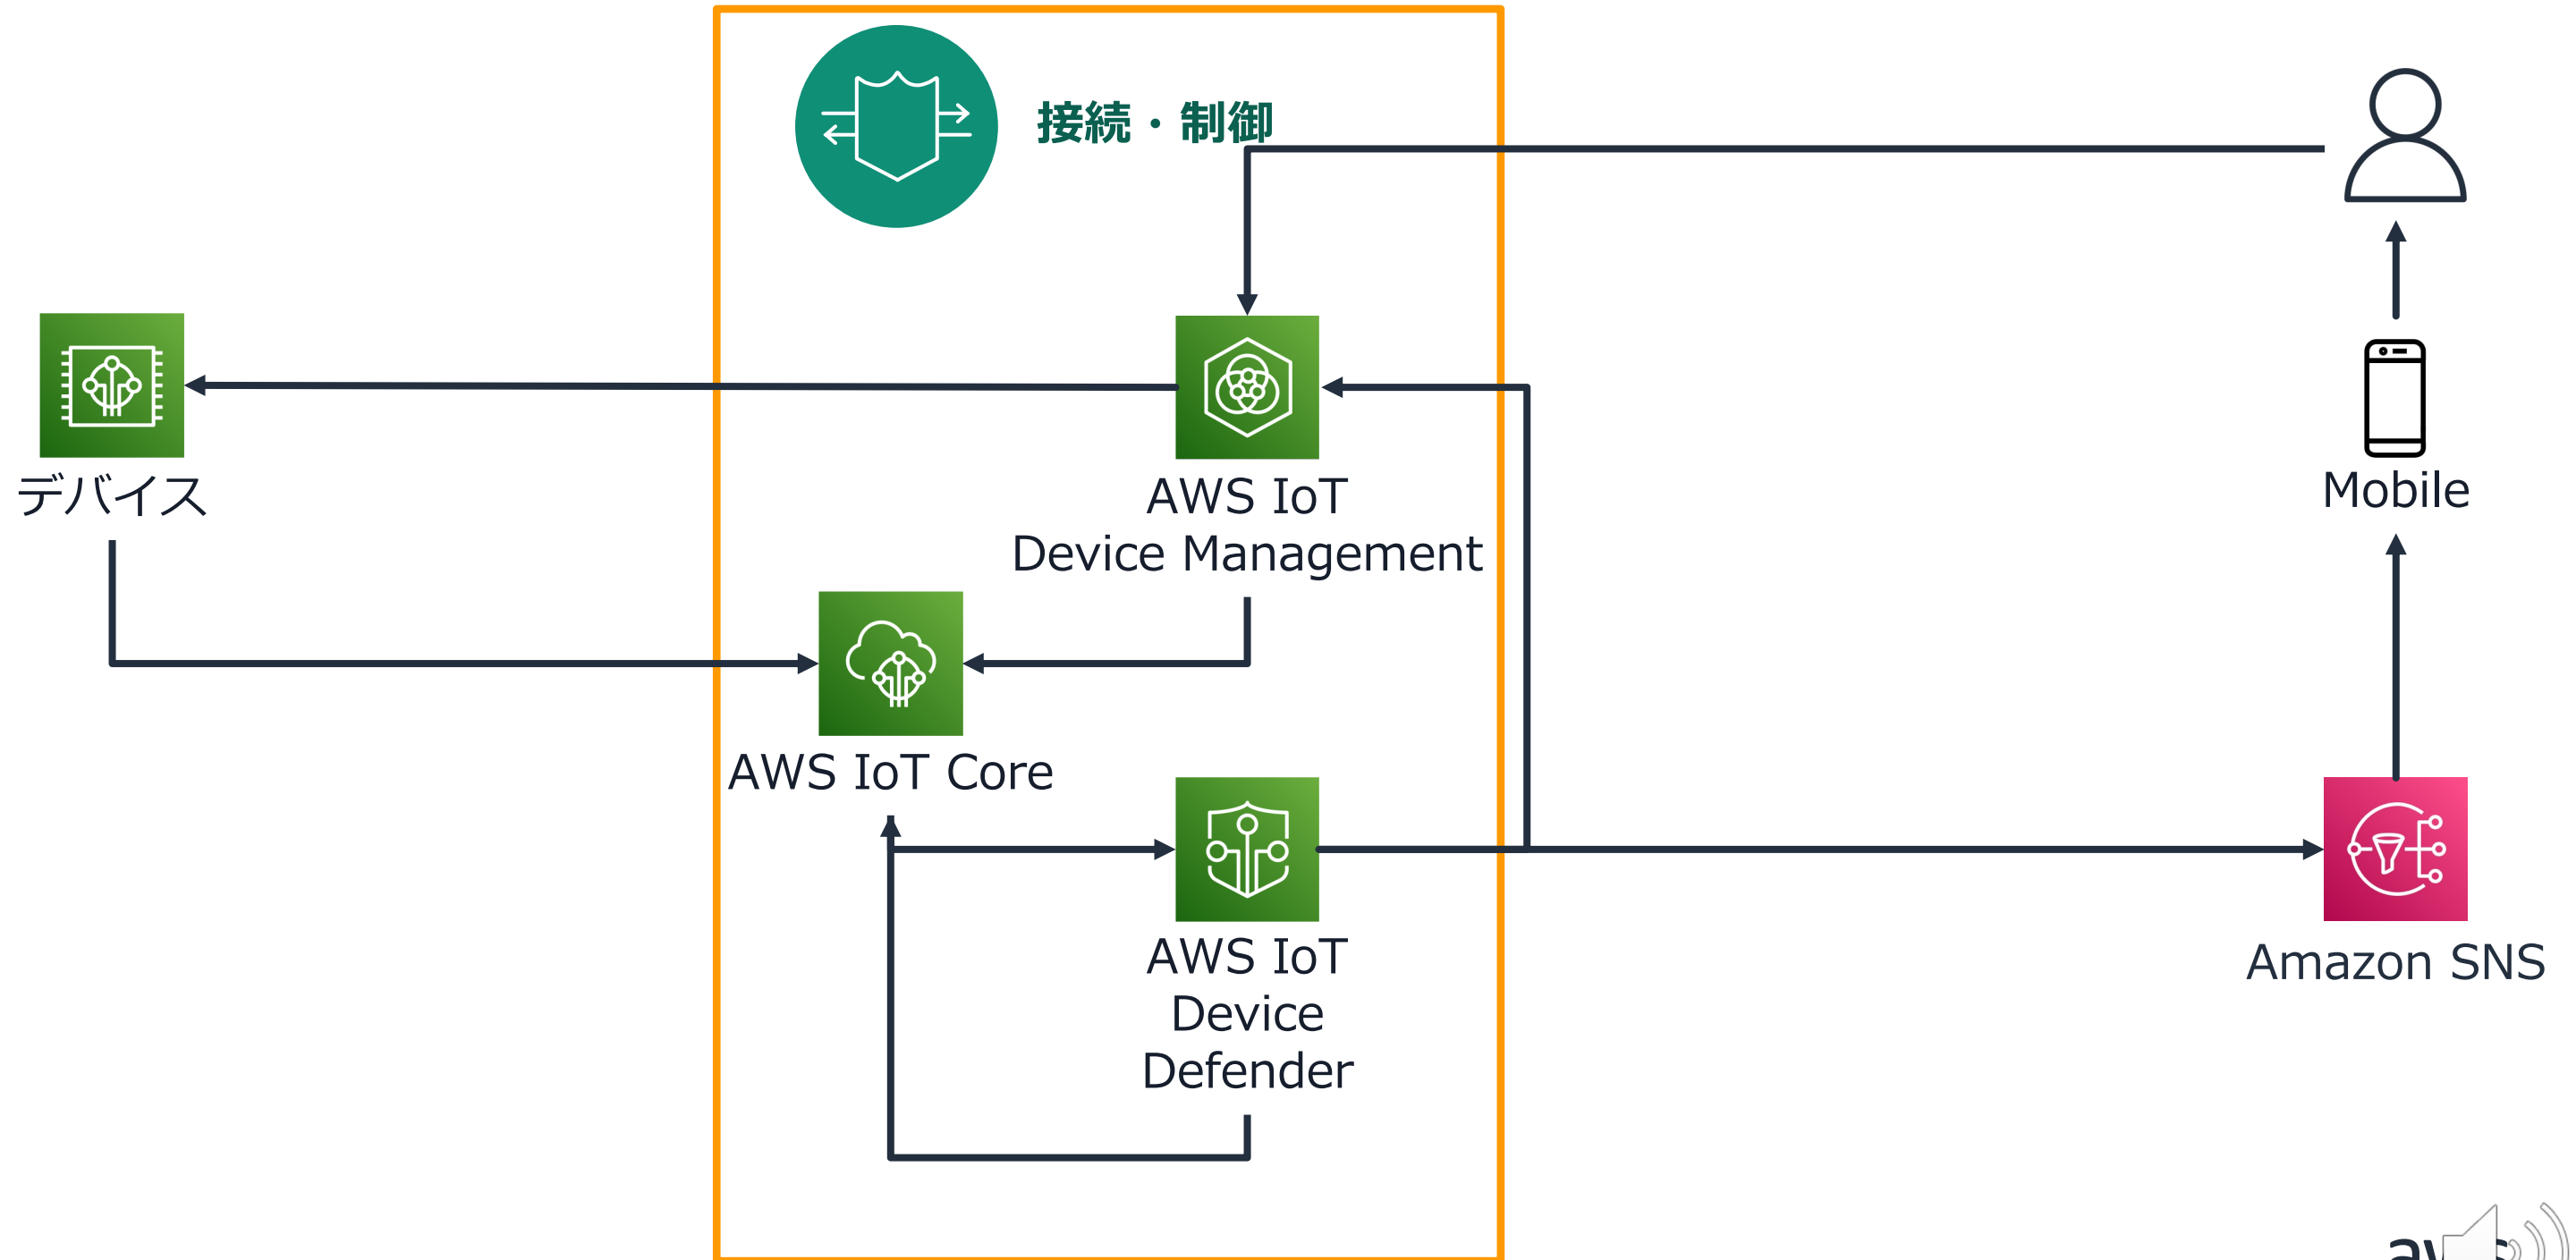 接続・制御
デバイス
AWS IoT
Device Management
Mobile
AWS IoT Core
AWS IoT
Device
Defender
Amazon SNS